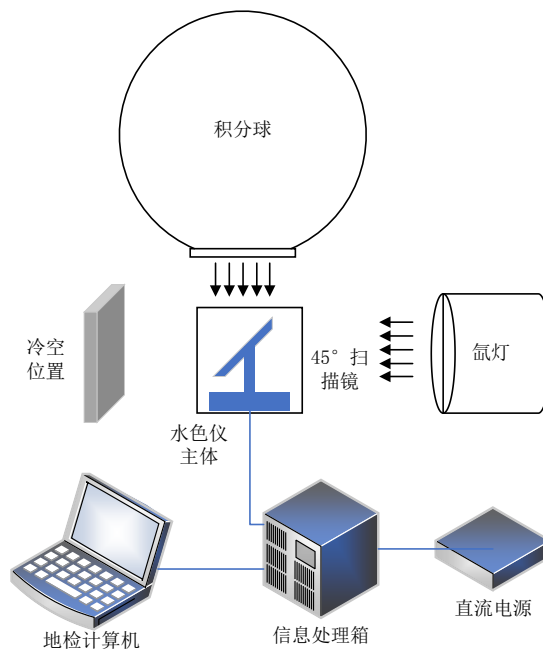 积分球
冷空
位置
45° 扫
描镜
氙灯
水色仪
主体
地检计算机
信息处理箱
直流电源